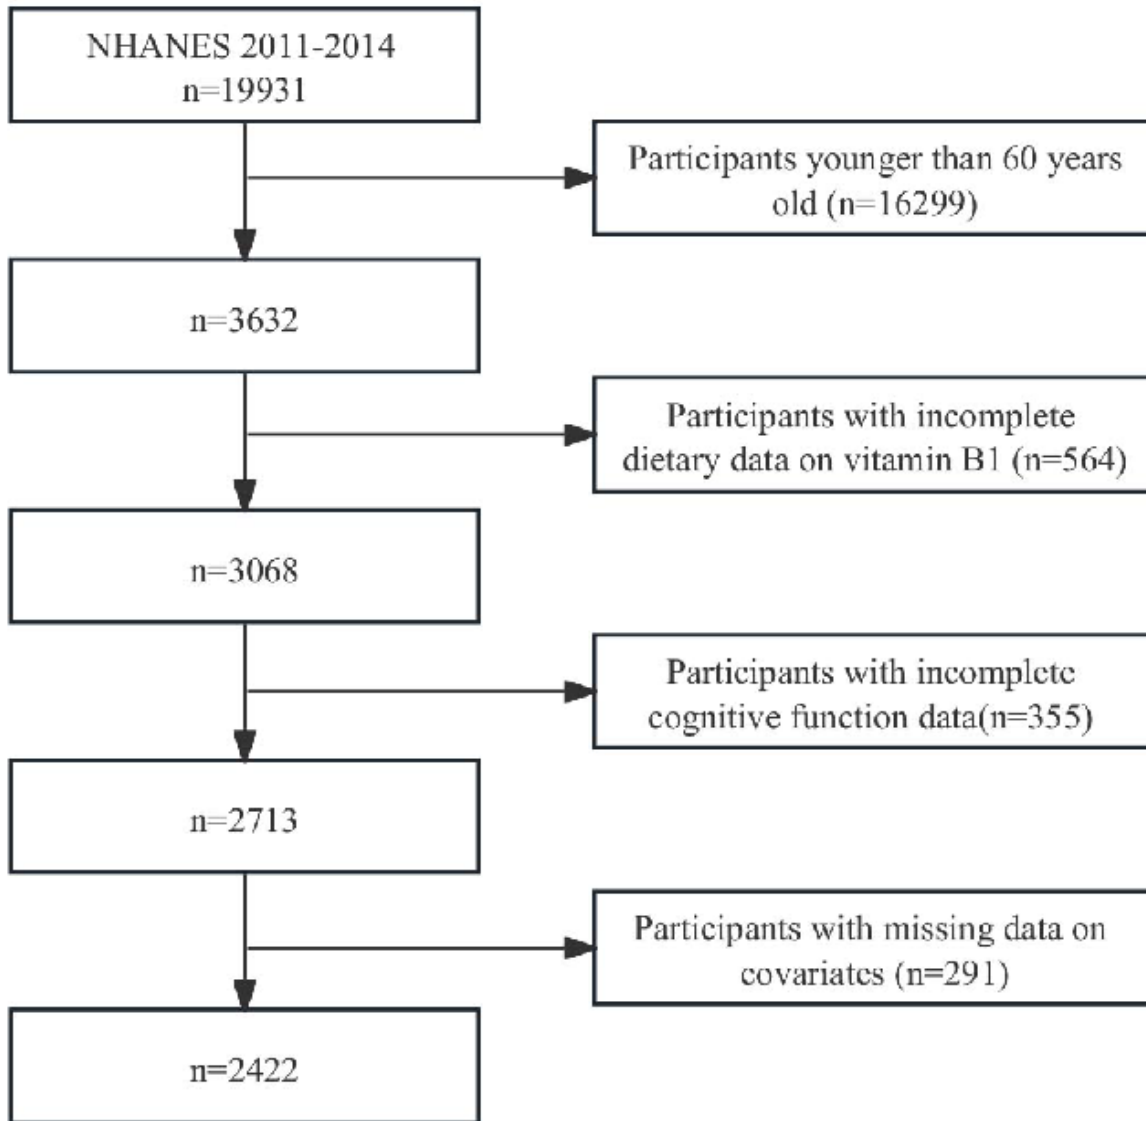 NHANES 2011-2014
n=19931
Participants younger than 60 years
old (n=16299)
n=3632
Participants with incomplete
dietary data on vitamin B1 (n=564)
n=3068
Participants with incomplete
cognitive function data(n=355)
n=2713
Participants with missing data on
covariates (n=291)
n=2422